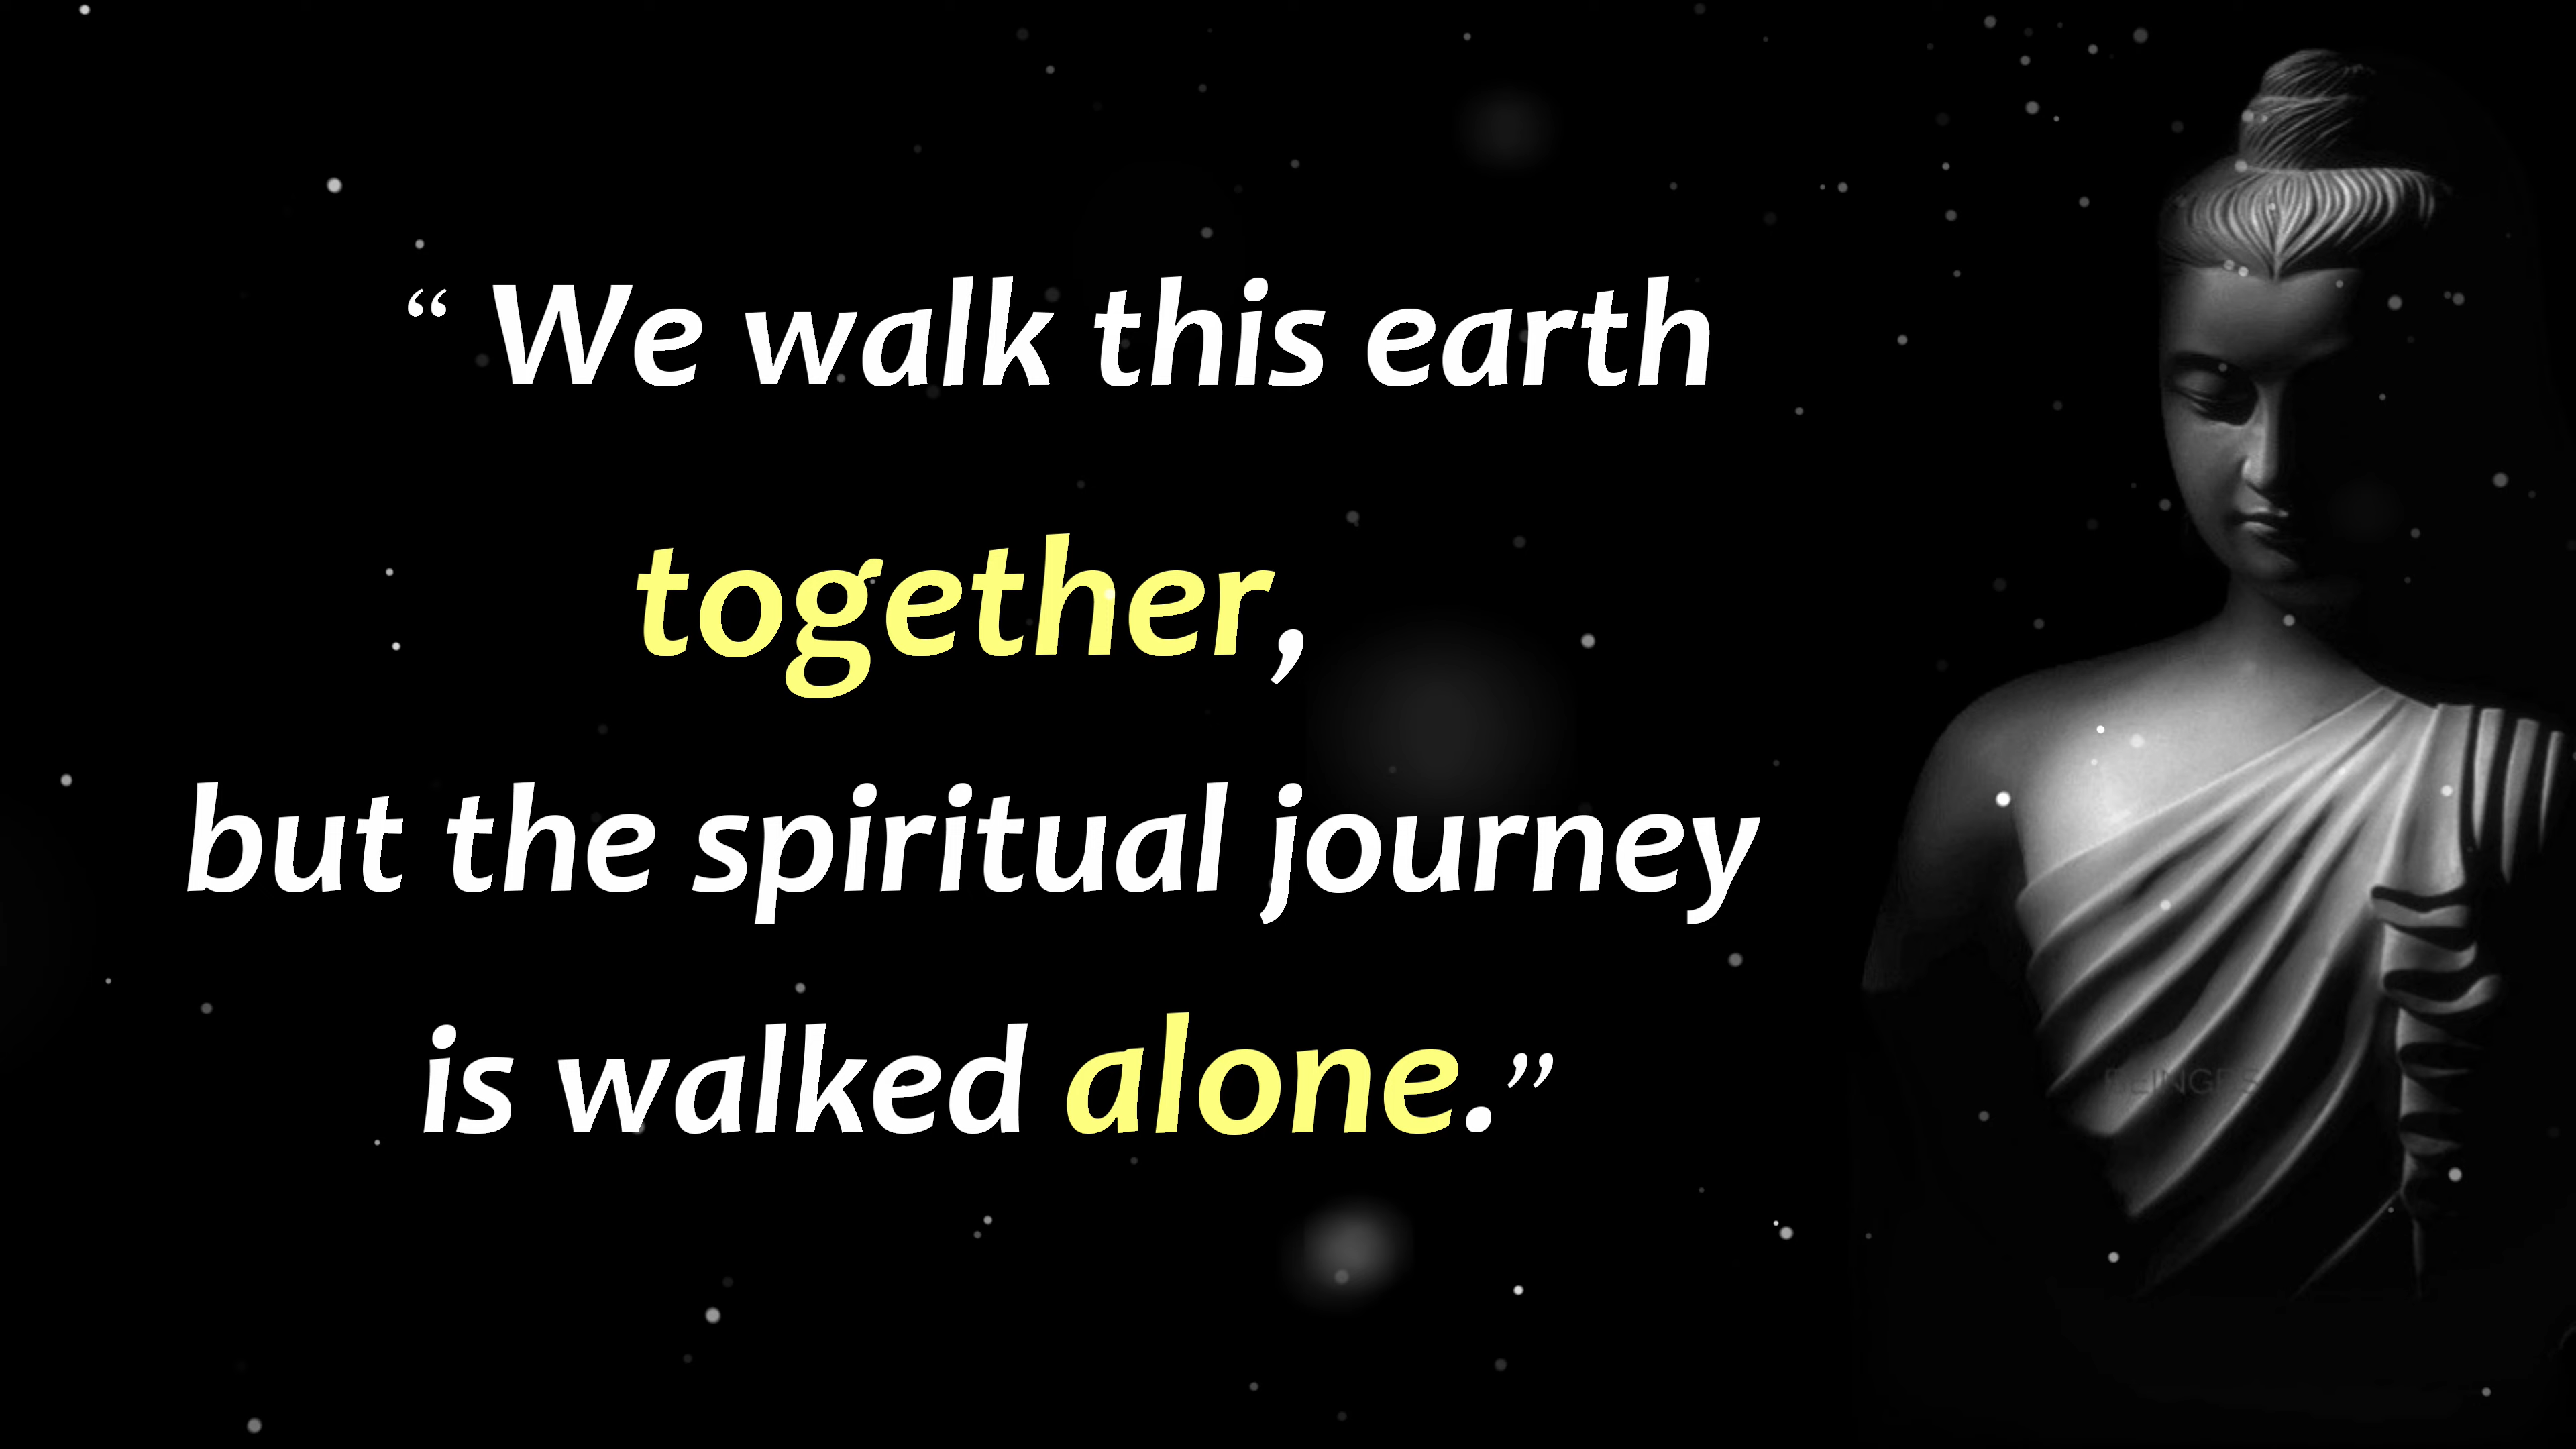 “ We walk this earth
together,
but the spiritual journey
is walked alone.”